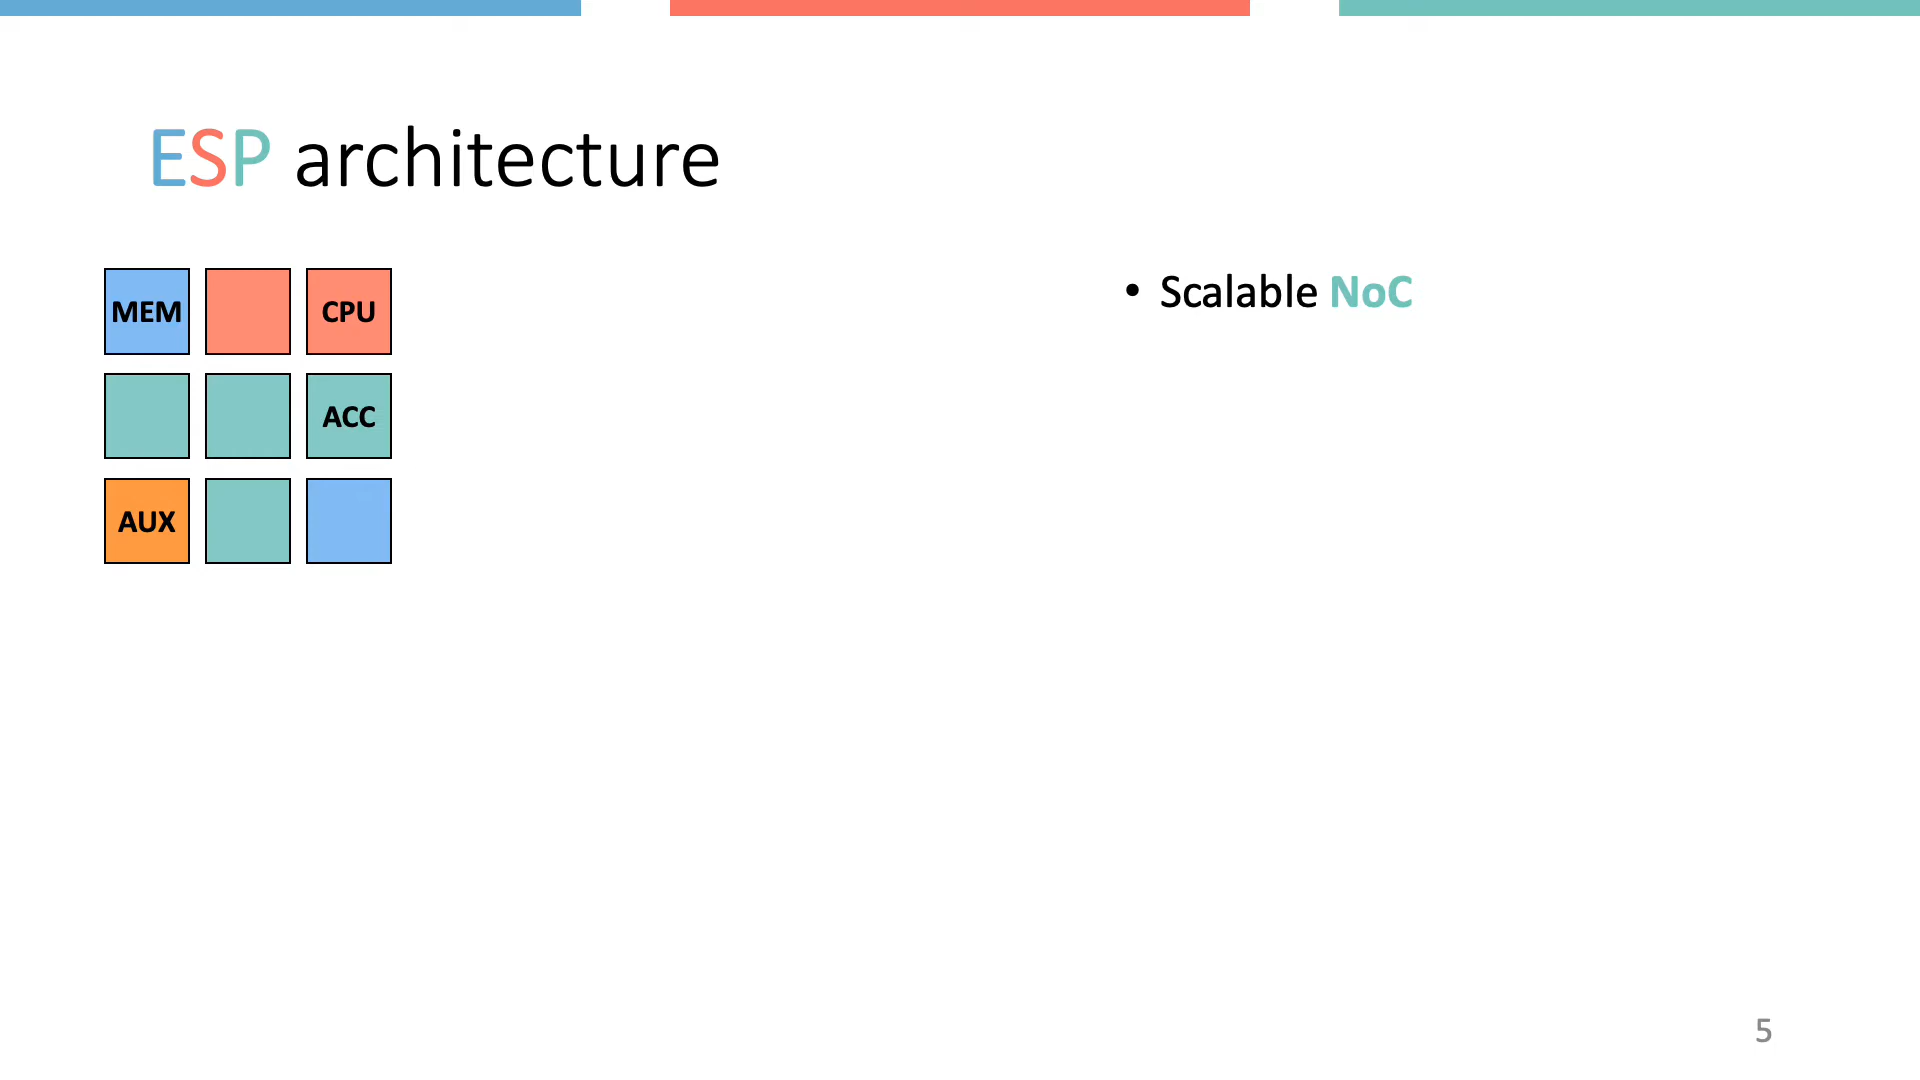 ESP architecture
MEM
CPU
ACC
AUX
• Scalable NoC
5